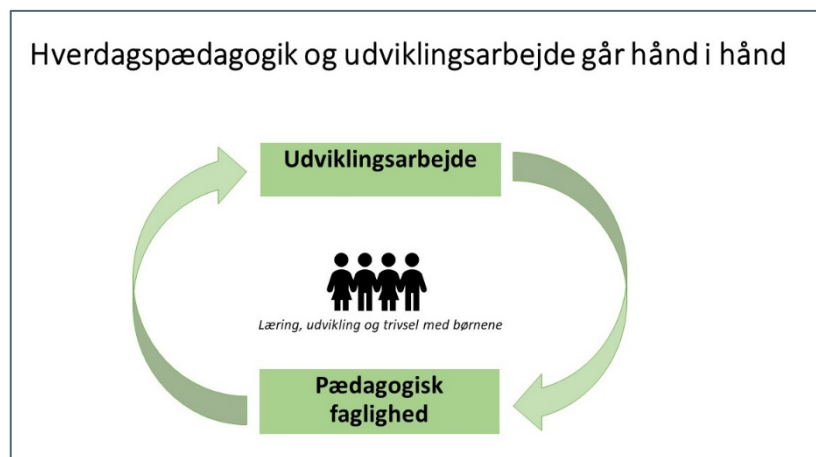 Hverdagspædagogik og udviklingsarbejde går hånd i hånd
Udviklingsarbejde
Læring, udvikling og trivsel med børnene
Pædagogisk
faglighed